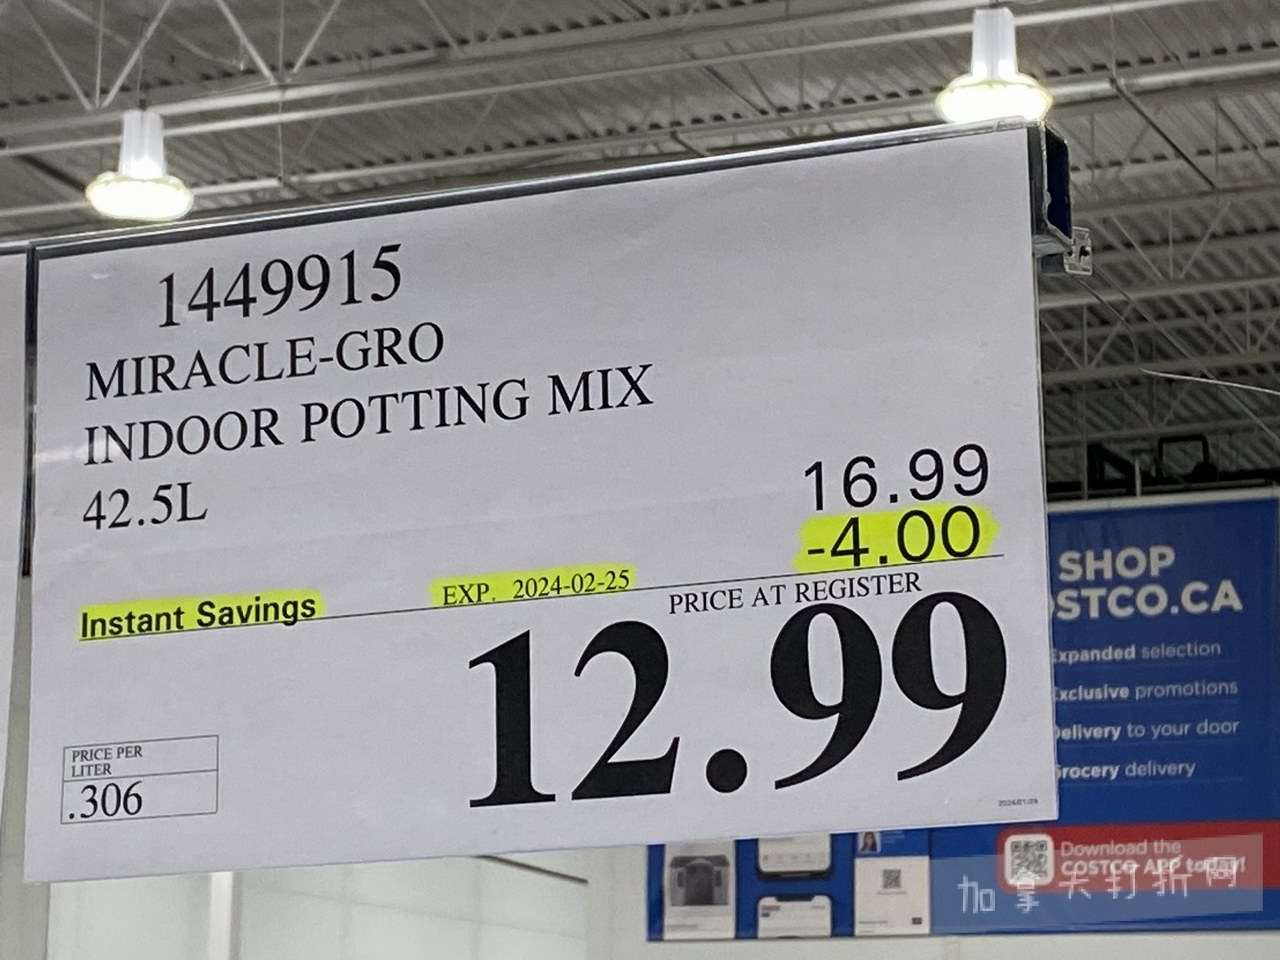 1449915
MIRACLE-GRO
INDOOR POTTING MIX
42.5L
16.99
-4.00
Instant Savings
EXP. 2024-02-25
PRICE AT REGISTER
12.99
PRICE PER
LITER
.306
SHOP
OSTCO.CA
Expanded selection
Exclusive promotions
Delivery to your door
Grocery delivery
Download the
COSTCO APP today!
加拿大打折网